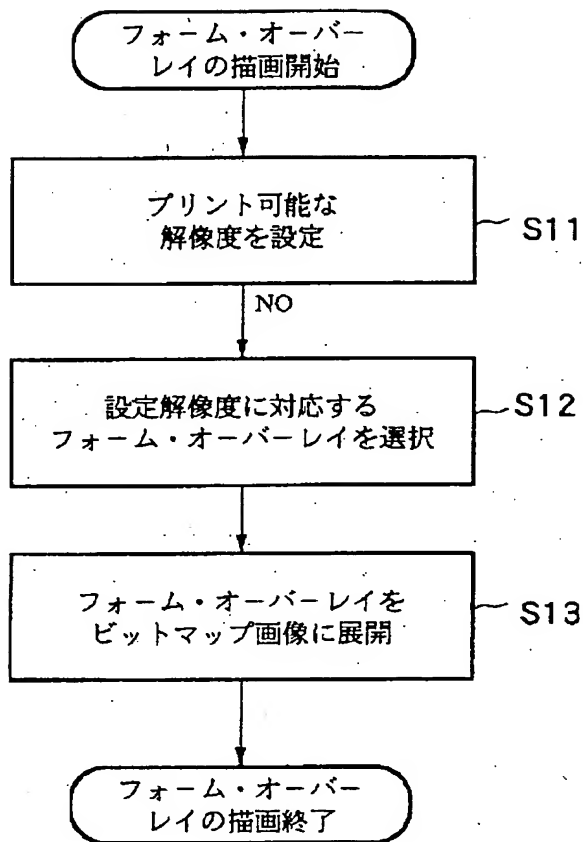 フォーム・オーバー
レイの描画開始
プリント可能な
解像度を設定
S11
NO
設定解像度に対応する
フォーム・オーバーレイを選択
S12
フォーム・オーバーレイを
ビットマップ画像に展開
S13
フォーム・オーバー
レイの描画終了